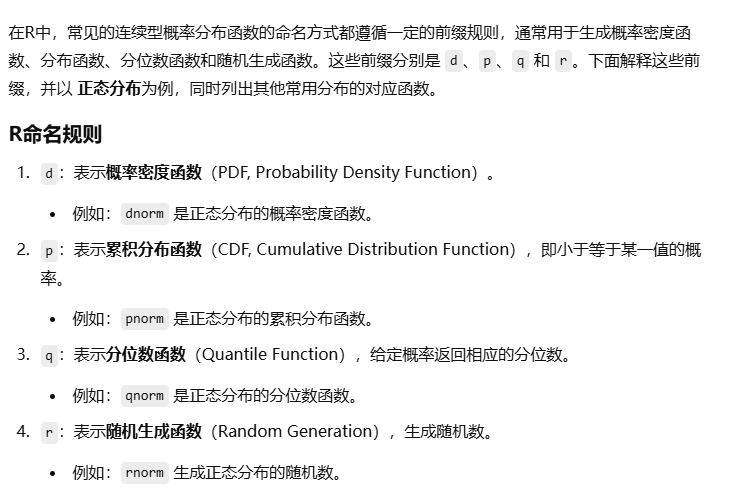 在R中，常见的连续型概率分布函数的命名方式都遵循一定的前缀规则，通常用于生成概率密度函
数、分布函数、分位数函数和随机生成函数。这些前缀分别是 d、p、q 和 r。下面解释这些前
缀，并以 正态分布为例，同时列出其他常用分布的对应函数。
R命名规则
1. d：表示概率密度函数（PDF, Probability Density Function）。
• 例如：dnorm 是正态分布的概率密度函数。
2. p：表示累积分布函数（CDF, Cumulative Distribution Function），即小于等于某一值的概
率。
• 例如：pnorm 是正态分布的累积分布函数。
3. q：表示分位数函数（Quantile Function），给定概率返回相应的分位数。
• 例如：qnorm 是正态分布的分位数函数。
4. r：表示随机生成函数（Random Generation），生成随机数。
• 例如：rnorm 生成正态分布的随机数。